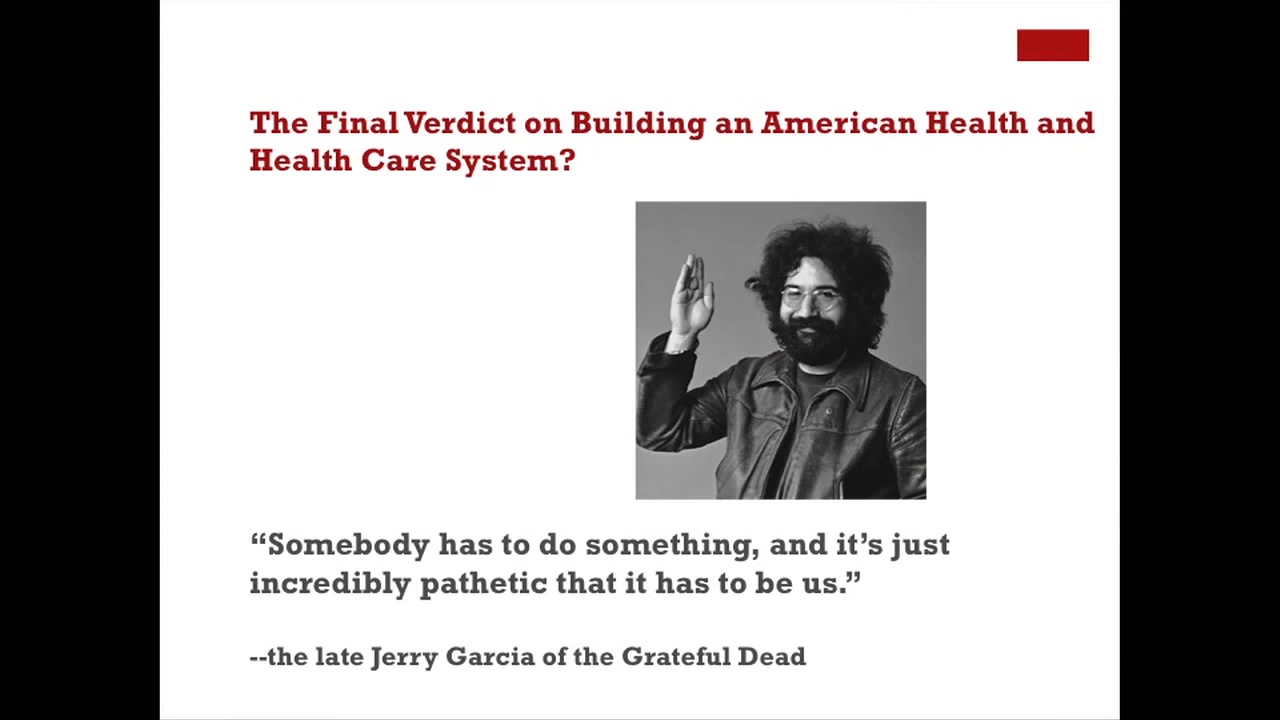 The Final Verdict on Building an American Health and
Health Care System?
“Somebody has to do something, and it’s just
incredibly pathetic that it has to be us.”
--the late Jerry Garcia of the Grateful Dead